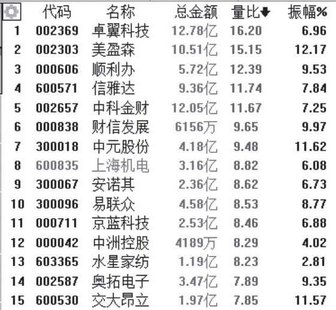 代码 名称 总金额 量比 振幅%
1 002369 卓翼科技 12.78亿 16.20 6.96
2 002303 美盈森 10.51亿 15.15 12.17
3 000606 顺利办 5.72亿 12.39 9.53
4 600571 信雅达 9.36亿 11.74 7.84
5 002657 中科金财 12.05亿 11.67 7.25
6 000838 财信发展 6156万 9.65 9.97
7 300018 中元股份 4.18亿 9.48 11.62
8 600835 上海机电 3.16亿 8.82 6.08
9 300067 安诺其 2.36亿 8.62 6.73
10 300096 易联众 4.58亿 8.53 8.77
11 000711 京蓝科技 2.53亿 8.46 6.88
12 000042 中洲控股 4189万 8.29 4.02
13 603365 水星家纺 1.19亿 8.23 2.81
14 002587 奥拓电子 3.47亿 7.89 9.35
15 600530 交大昂立 1.97亿 7.85 11.57